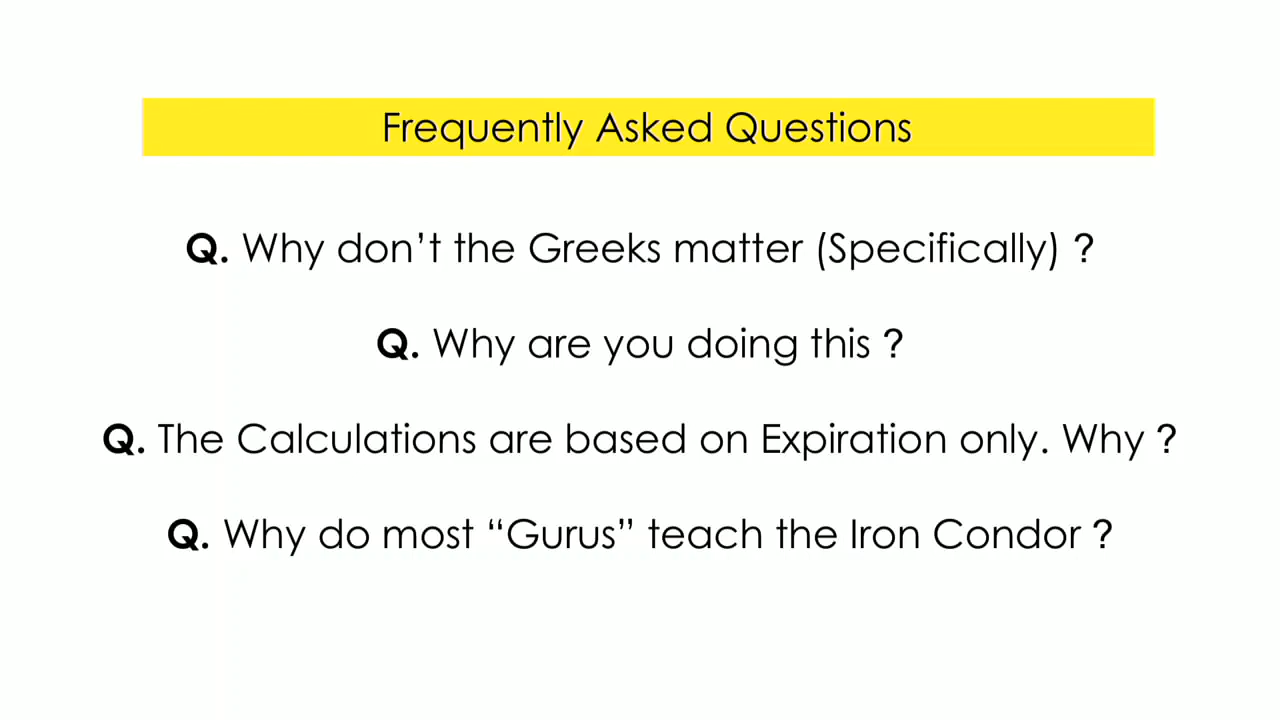 Frequently Asked Questions
Q. Why don’t the Greeks matter (Specifically) ?
Q. Why are you doing this ?
Q. The Calculations are based on Expiration only. Why ?
Q. Why do most “Gurus” teach the Iron Condor ?